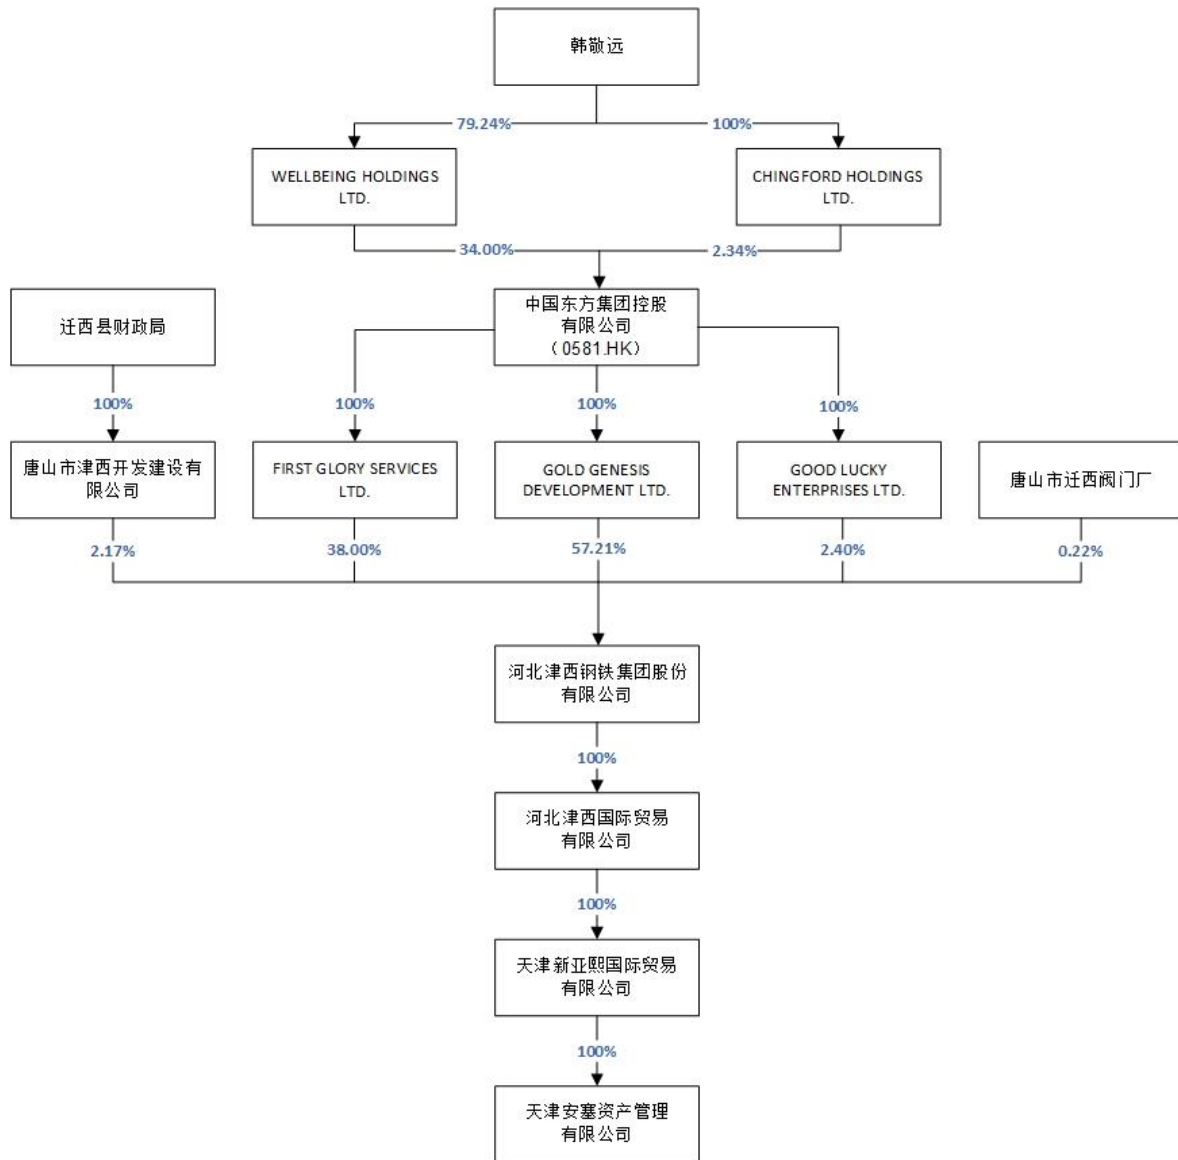 韩敬远
79.24%
100%
WELLBEING HOLDINGS
LTD.
CHINGFORD HOLDINGS
LTD.
34.00%
2.34%
迁西县财政局
中国东方集团控股
有限公司
（0581.HK）
100%
100%
100%
100%
唐山市津西开发建设有
限公司
FIRST GLORY SERVICES
LTD.
GOLD GENESIS
DEVELOPMENT LTD.
GOOD LUCKY
ENTERPRISES LTD.
唐山市迁西阀门厂
2.17%
38.00%
57.21%
2.40%
0.22%
河北津西钢铁集团股份
有限公司
100%
河北津西国际贸易
有限公司
100%
天津新亚熙国际贸易
有限公司
100%
天津安塞资产管理
有限公司